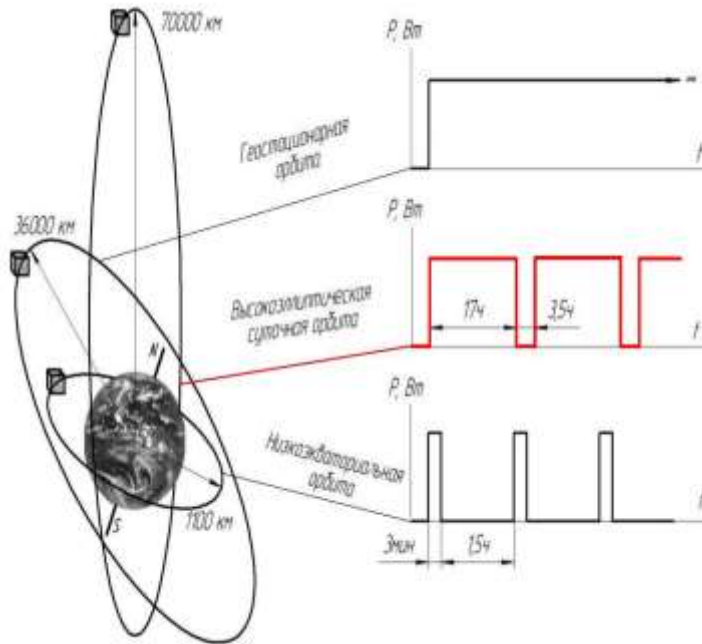 70000 км
P, Вт
∞
Геостационарная
орбита
t
36000 км
P, Вт
Высокоэллиптическая
суточная орбита
17ч
3,5ч
t
N
P, Вт
Низкоэкваториальная
орбита
1100 км
S
3мин
1,5ч
t